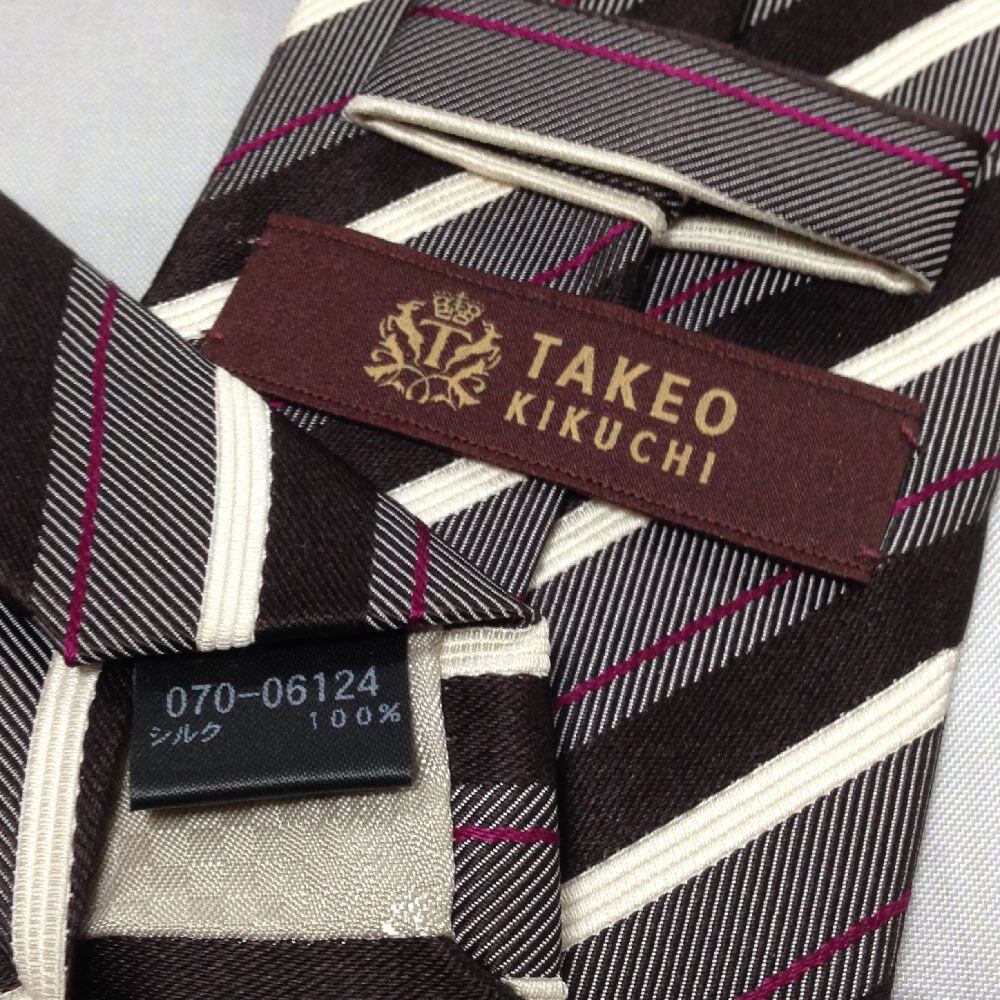 T
TAKEO
KIKUCHI
070-06124
シルク 100%